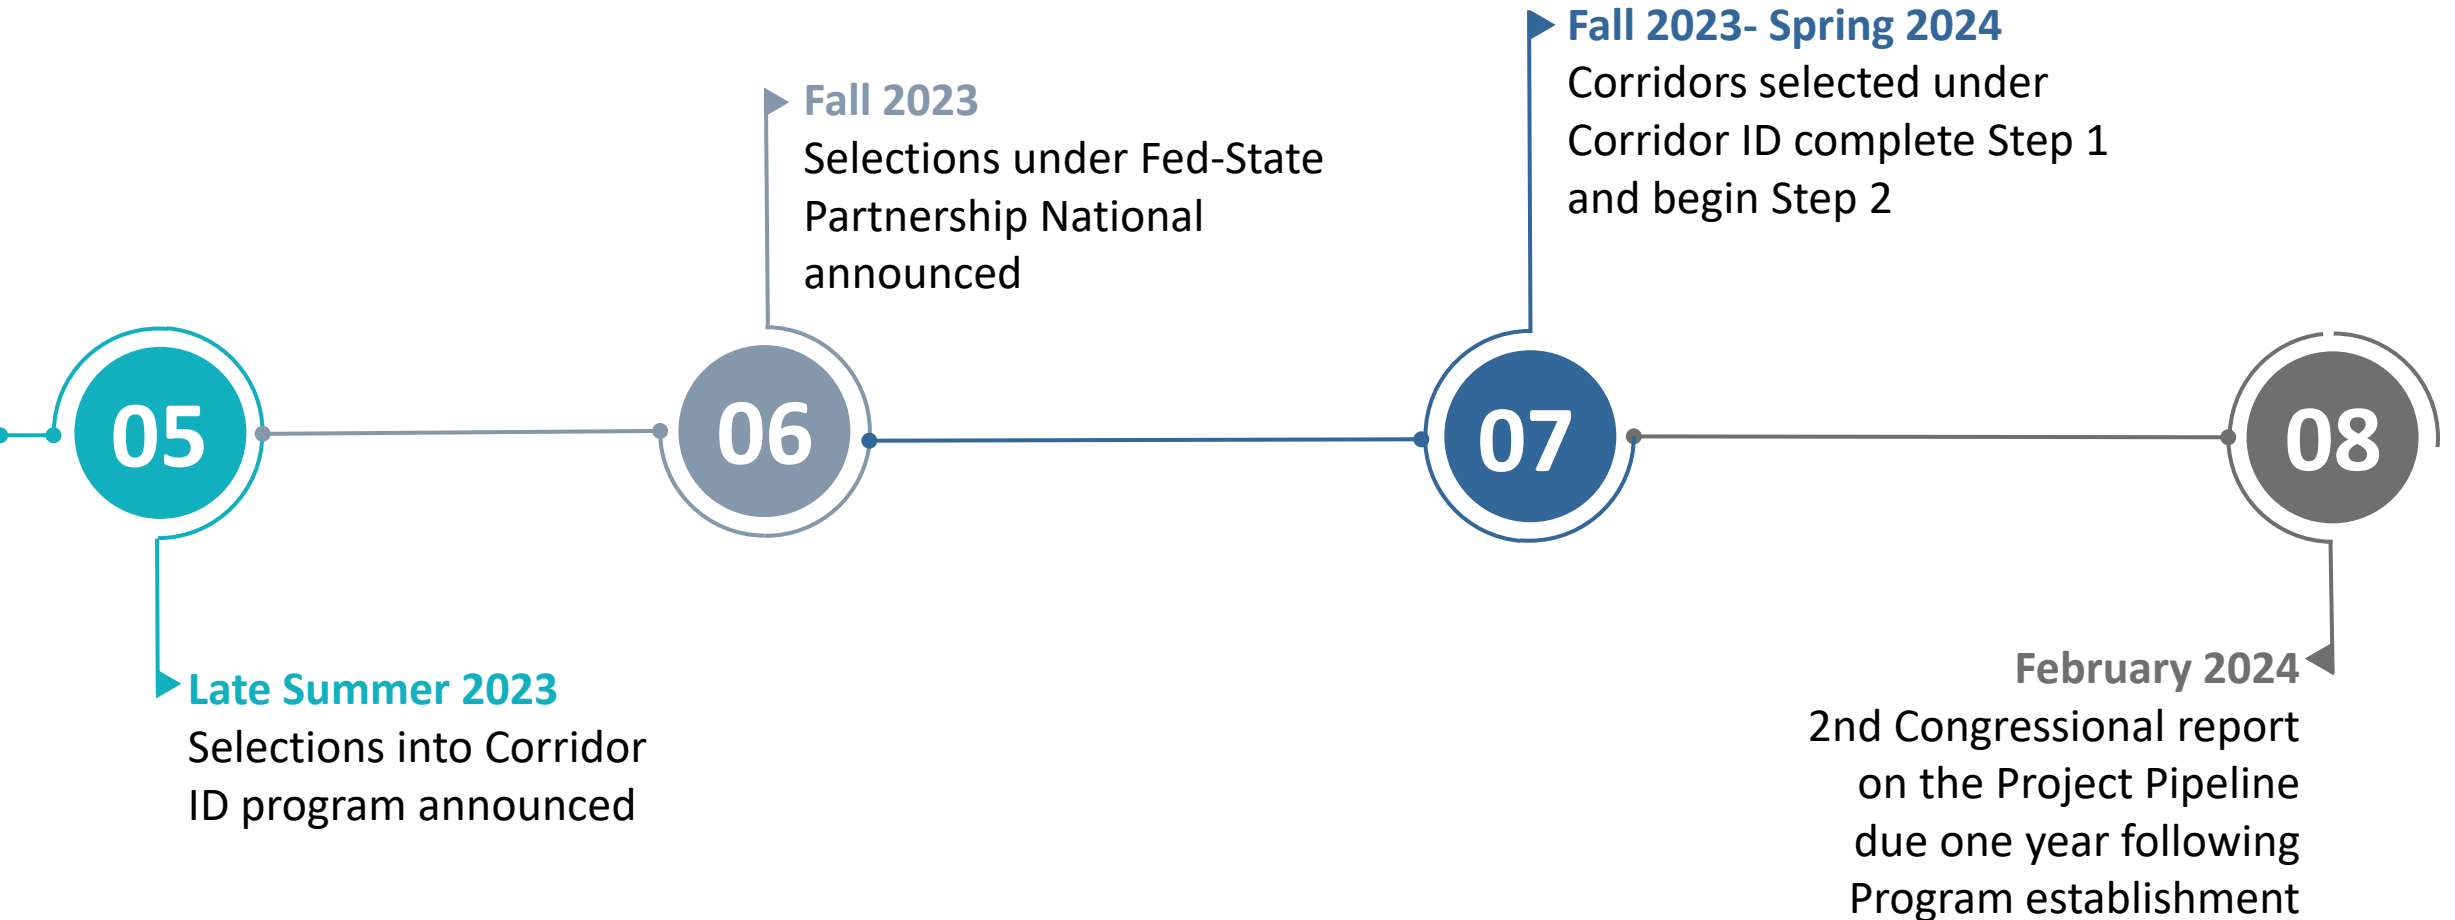 05
Late Summer 2023
Selections into Corridor
ID program announced
06
Fall 2023
Selections under Fed-State
Partnership National
announced
07
Fall 2023- Spring 2024
Corridors selected under
Corridor ID complete Step 1
and begin Step 2
08
February 2024
2nd Congressional report
on the Project Pipeline
due one year following
Program establishment